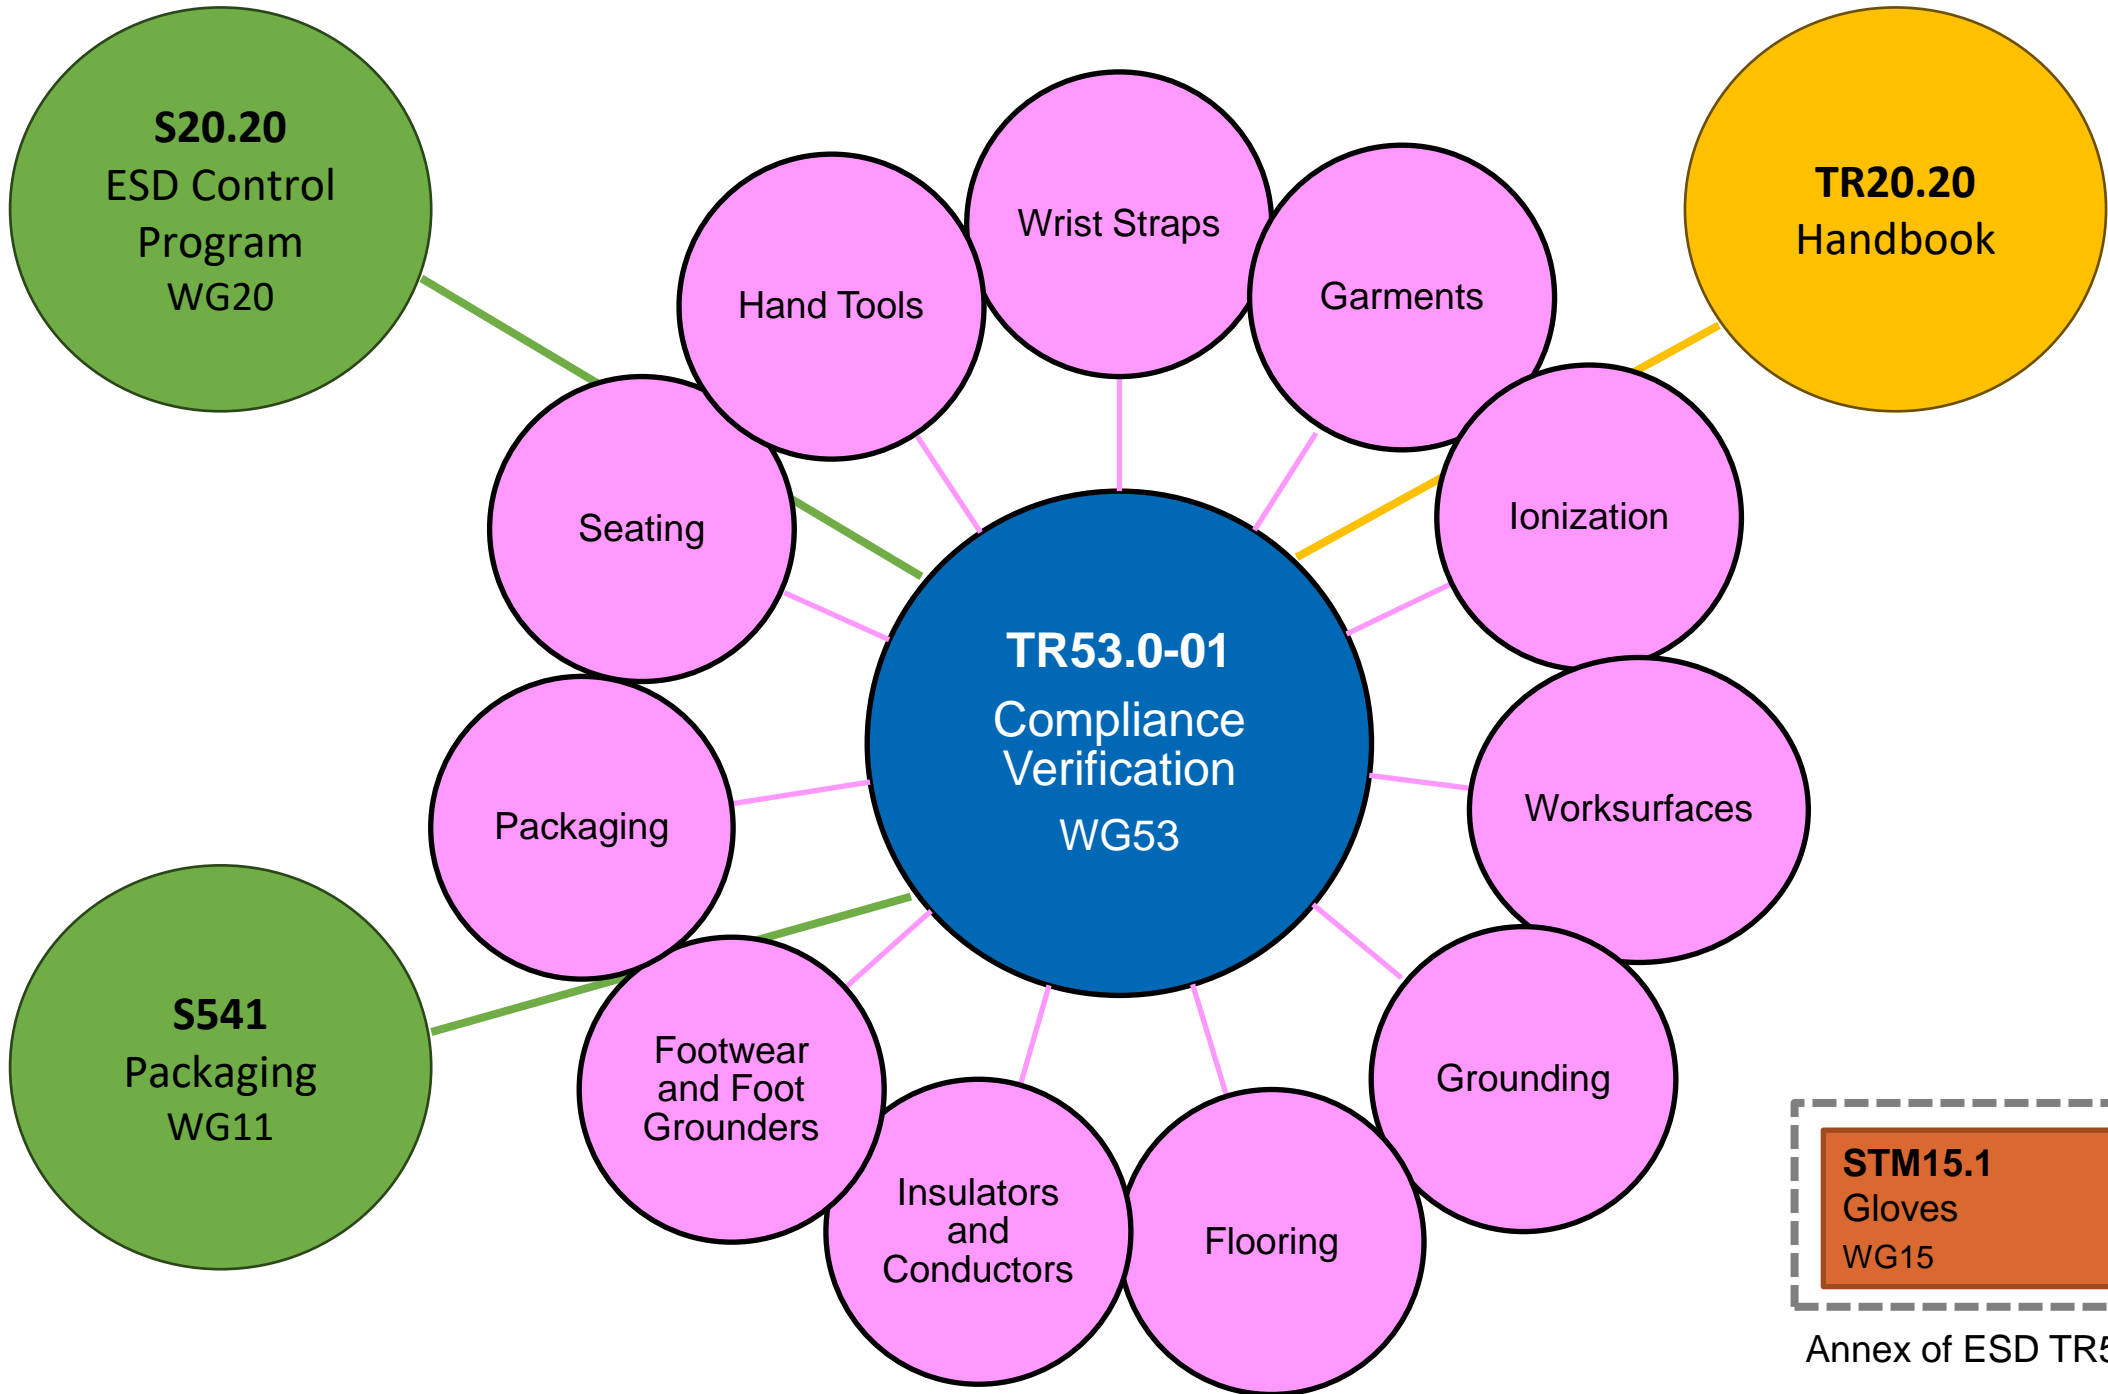 S20.20
ESD Control
Program
WG20
TR20.20
Handbook
Wrist Straps
Hand Tools
Garments
Ionization
Seating
TR53.0-01
Compliance
Verification
WG53
Worksurfaces
Packaging
S541
Packaging
WG11
Footwear
and Foot
Grounders
Grounding
Insulators
and
Conductors
Flooring
STM15.1
Gloves
WG15
Annex of ESD TR5